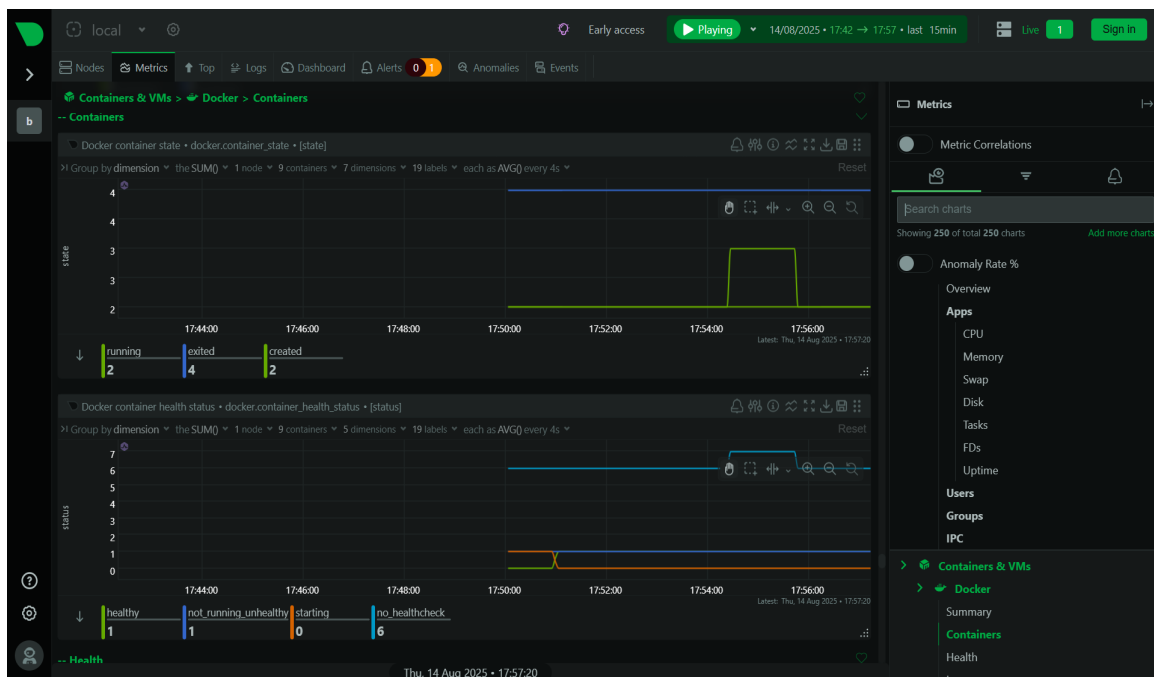 local
Early access
Playing
14/08/2025 • 17:42 → 17:57 • last 15min
Live 1
Sign in
Nodes Metrics Top Logs Dashboard Alerts 0 1 Anomalies Events
b
Containers & VMs > Docker > Containers
-- Containers
Docker container state • docker.container_state • [state]
Group by dimension the SUM() 1 node 9 containers 7 dimensions 19 labels each as AVG() every 4s Reset
state
4
4
3
3
2
17:44:00 17:46:00 17:48:00 17:50:00 17:52:00 17:54:00 17:56:00
Latest: Thu, 14 Aug 2025 • 17:57:20
running exited created
2 4 2
Docker container health status • docker.container_health_status • [status]
Group by dimension the SUM() 1 node 9 containers 5 dimensions 19 labels each as AVG() every 4s Reset
status
7
6
5
4
3
2
1
0
17:44:00 17:46:00 17:48:00 17:50:00 17:52:00 17:54:00 17:56:00
Latest: Thu, 14 Aug 2025 • 17:57:20
healthy not_running_unhealthy starting no_healthcheck
1 1 0 6
-- Health
Thu, 14 Aug 2025 • 17:57:20
Metrics
Metric Correlations
Search charts
Showing 250 of total 250 charts Add more charts
Anomaly Rate %
Overview
Apps
CPU
Memory
Swap
Disk
Tasks
FDs
Uptime
Users
Groups
IPC
Containers & VMs
Docker
Summary
Containers
Health